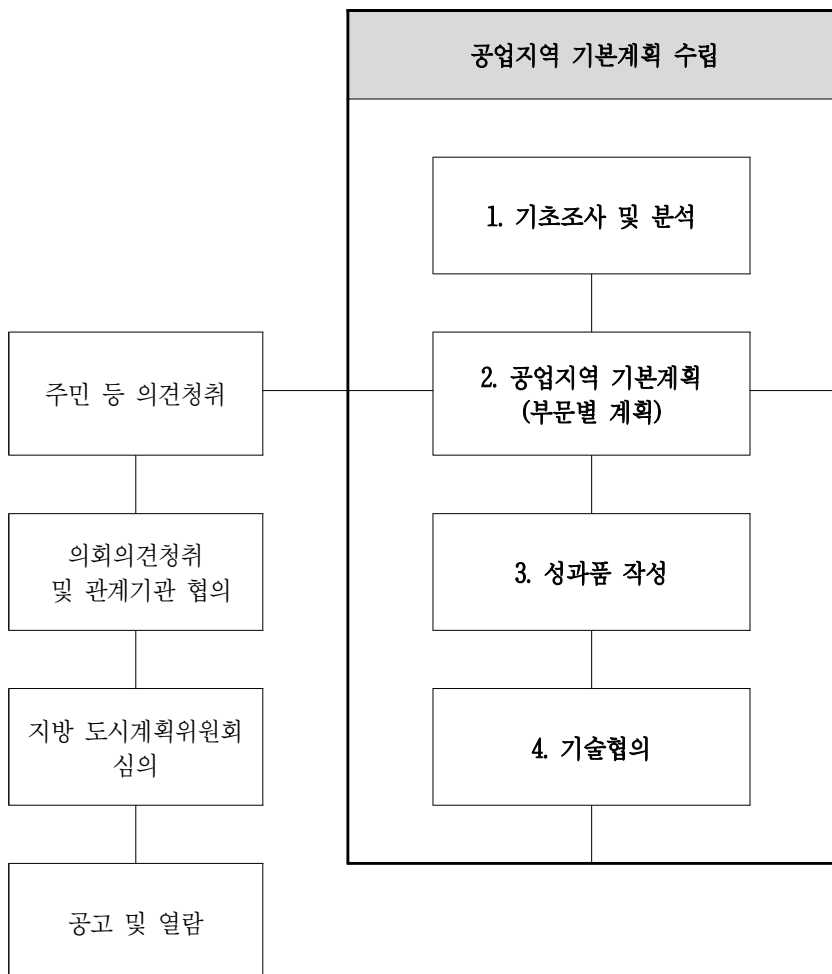 공업지역 기본계획 수립
1. 기초조사 및 분석
주민 등 의견청취
2. 공업지역 기본계획
(부문별 계획)
의회의견청취
및 관계기관 협의
3. 성과품 작성
지방 도시계획위원회
심의
4. 기술협의
공고 및 열람